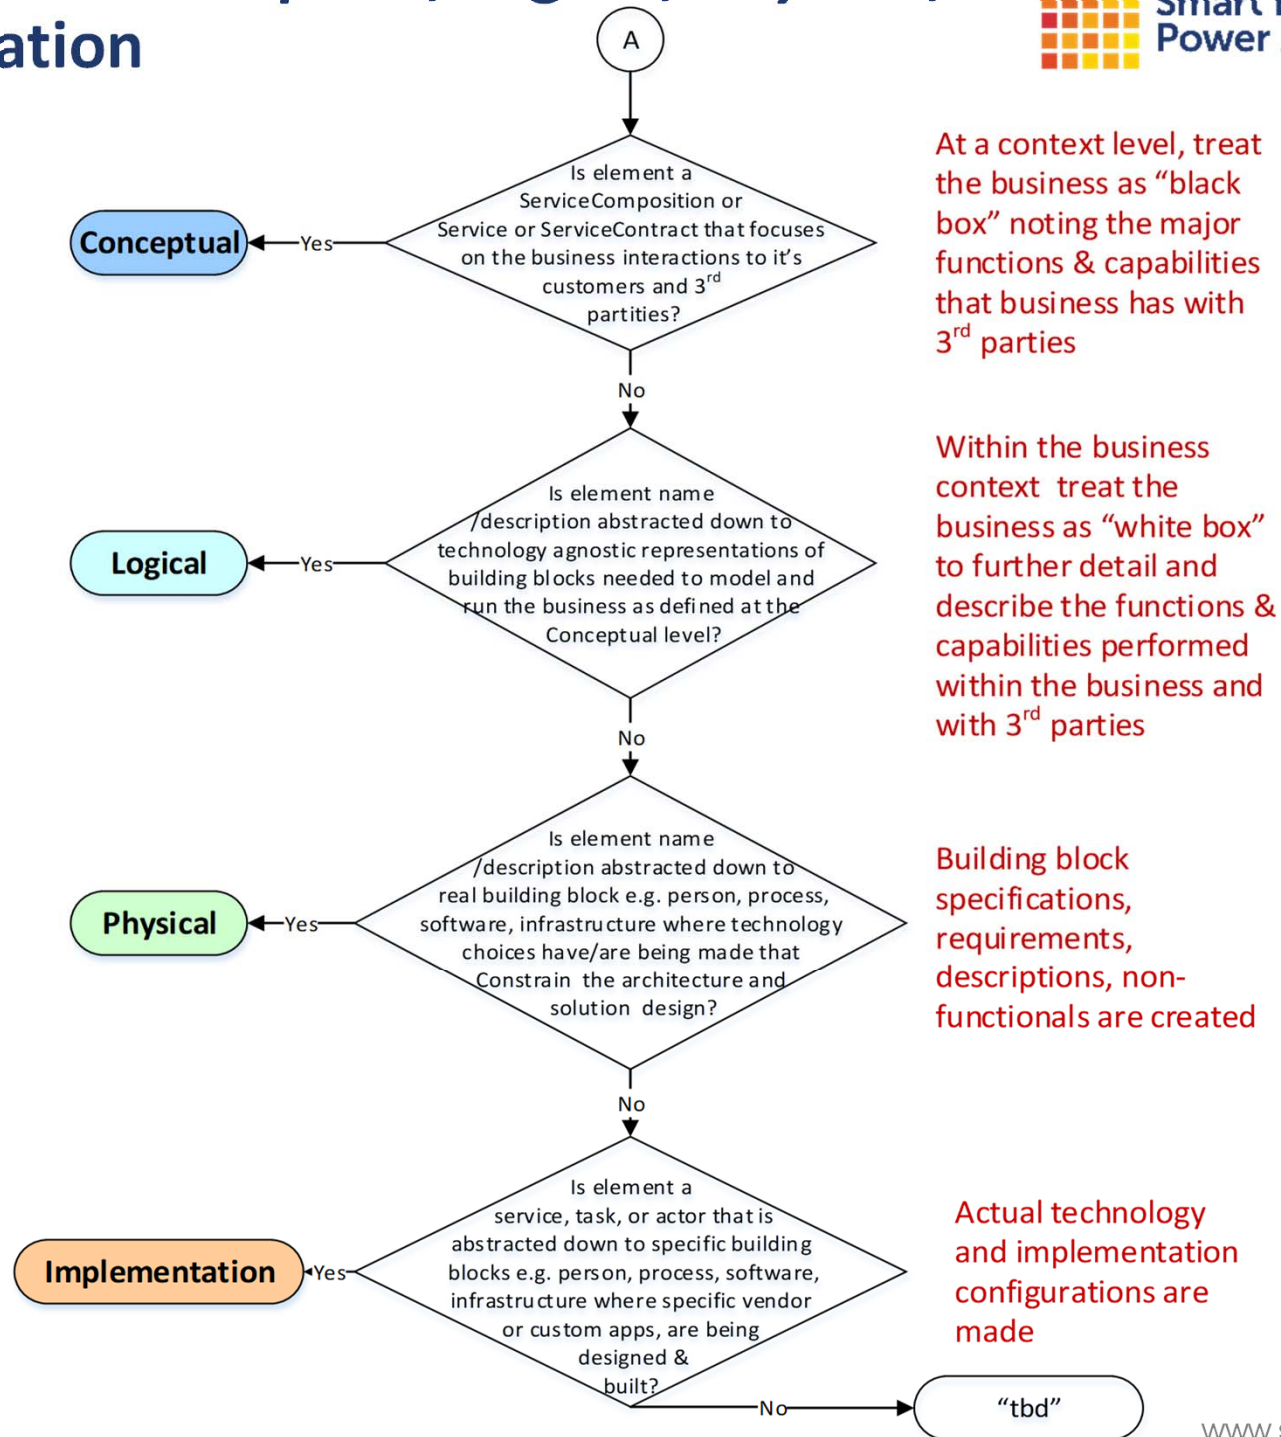 ation
Power
A
Is element a
ServiceComposition or
Service or ServiceContract that focuses
on the business interactions to it's
customers and 3rd
partities?
Yes
Conceptual
At a context level, treat
the business as “black
box” noting the major
functions & capabilities
that business has with
3rd parties
No
Is element name
/description abstracted down to
technology agnostic representations of
building blocks needed to model and
run the business as defined at the
Conceptual level?
Yes
Logical
Within the business
context treat the
business as “white box”
to further detail and
describe the functions &
capabilities performed
within the business and
with 3rd parties
No
Is element name
/description abstracted down to
real building block e.g. person, process,
software, infrastructure where technology
choices have/are being made that
Constrain the architecture and
solution design?
Yes
Physical
Building block
specifications,
requirements,
descriptions, non-
functionals are created
No
Is element a
service, task, or actor that is
abstracted down to specific building
blocks e.g. person, process, software,
infrastructure where specific vendor
or custom apps, are being
designed &
built?
Yes
Implementation
Actual technology
and implementation
configurations are
made
No
“tbd”
www.s